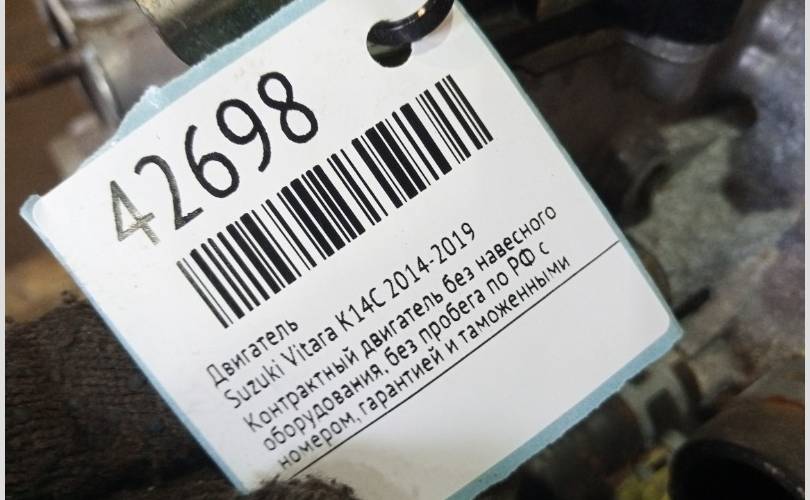 42698
Двигатель
Suzuki Vitara K14C 2014-2019
Контрактный двигатель без навесного
оборудования, без пробега по РФ с
номером, гарантией и таможенными